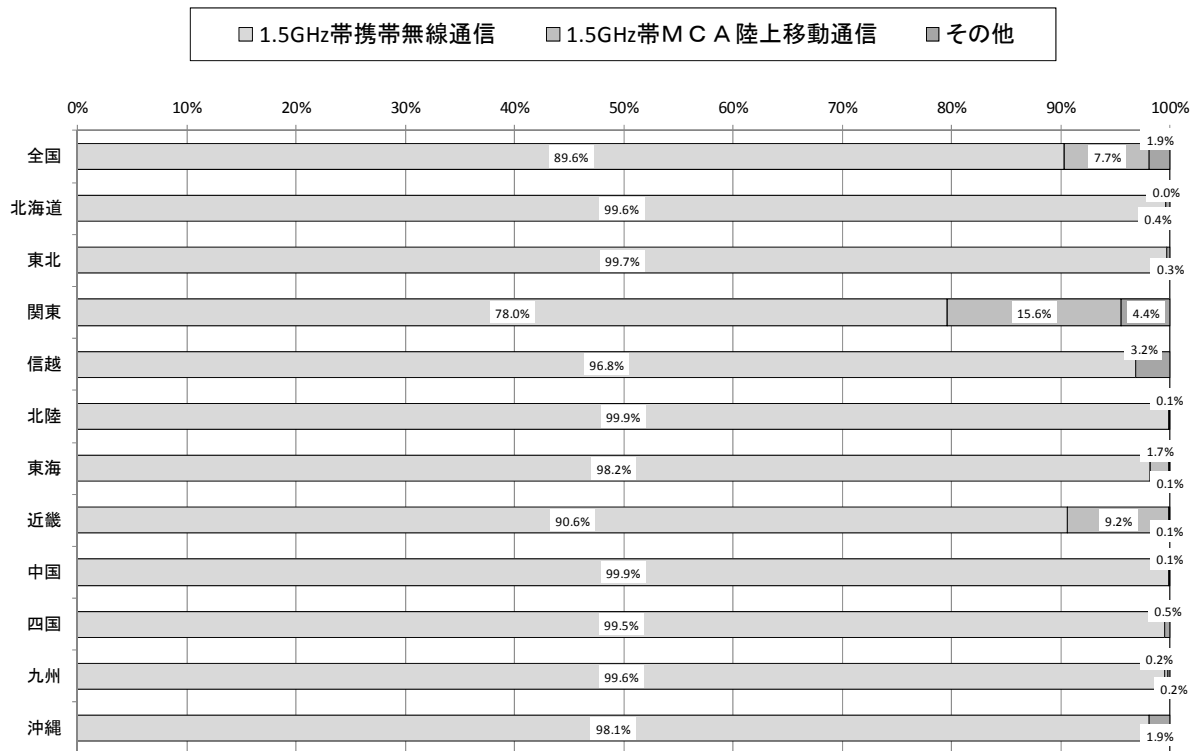 1.5GHz帯携帯無線通信 1.5GHz帯ＭＣＡ陸上移動通信 その他
0% 10% 20% 30% 40% 50% 60% 70% 80% 90% 100%
全国 89.6% 7.7% 1.9%
北海道 99.6% 0.0% 0.4%
東北 99.7% 0.3%
関東 78.0% 15.6% 4.4%
信越 96.8% 3.2%
北陸 99.9% 0.1%
東海 98.2% 1.7% 0.1%
近畿 90.6% 9.2% 0.1%
中国 99.9% 0.1%
四国 99.5% 0.5%
九州 99.6% 0.2% 0.2%
沖縄 98.1% 1.9%